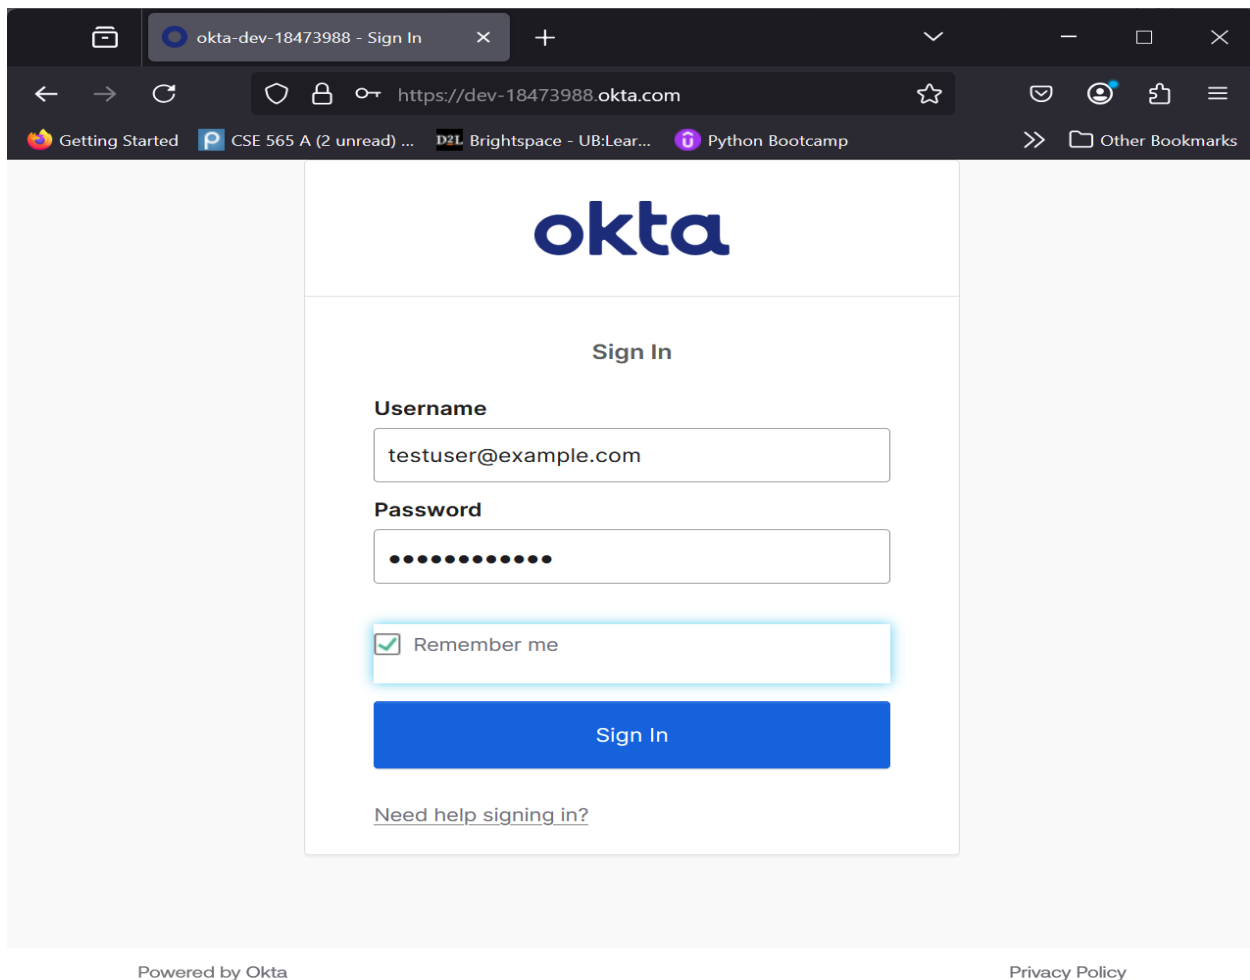 okta-dev-18473988 - Sign In
https://dev-18473988.okta.com
Getting Started CSE 565 A (2 unread) ... D2L Brightspace - UB:Lear... Python Bootcamp Other Bookmarks
okta
Sign In
Username
testuser@example.com
Password
••••••••••••
Remember me
Sign In
Need help signing in?
Powered by Okta Privacy Policy